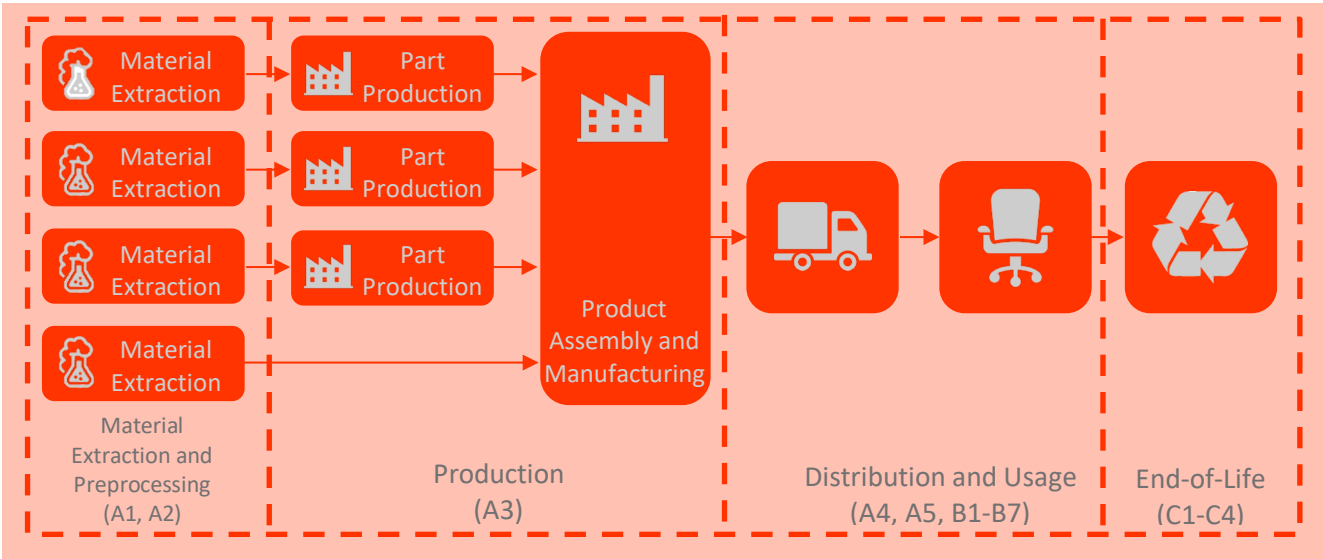 Material
Extraction
Part
Production
Material
Extraction
Part
Production
Material
Extraction
Part
Production
Material
Extraction
Product
Assembly and
Manufacturing
Material
Extraction and
Preprocessing
(A1, A2)
Production
(A3)
Distribution and Usage
(A4, A5, B1-B7)
End-of-Life
(C1-C4)